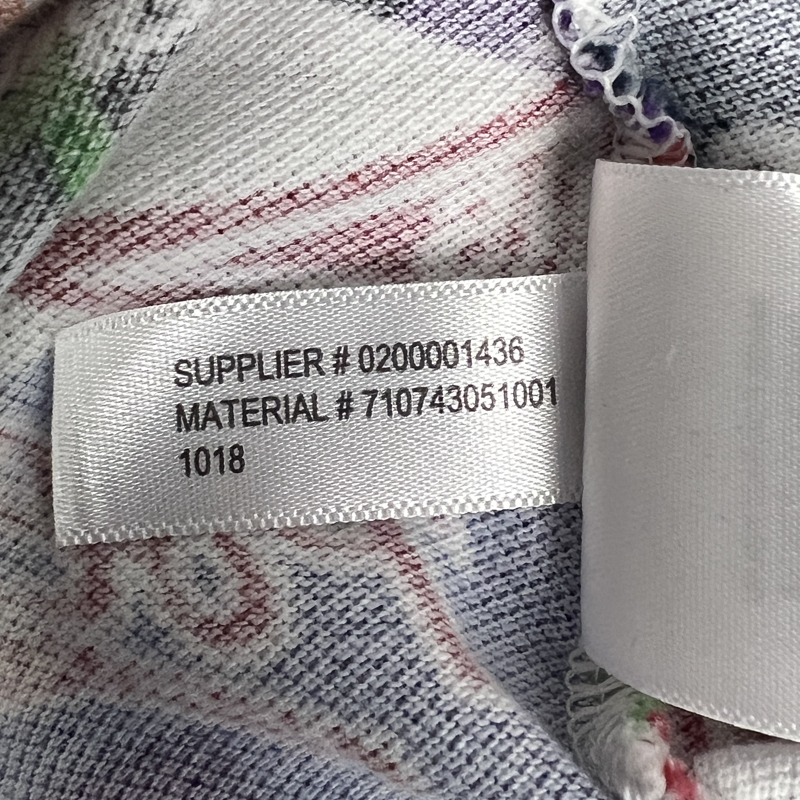 SUPPLIER # 0200001436
MATERIAL # 710743051001
1018